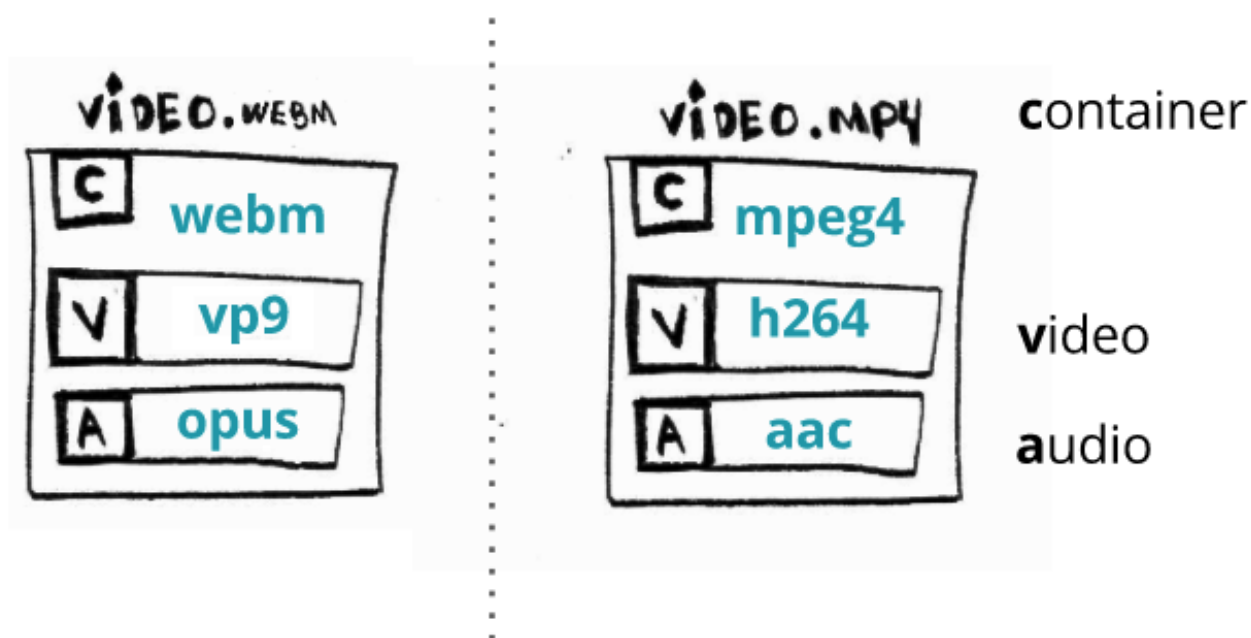 VIDEO.WEBM
C
webm
V
vp9
A
opus
VIDEO.MP4
C
mpeg4
V
h264
A
aac
container
video
audio